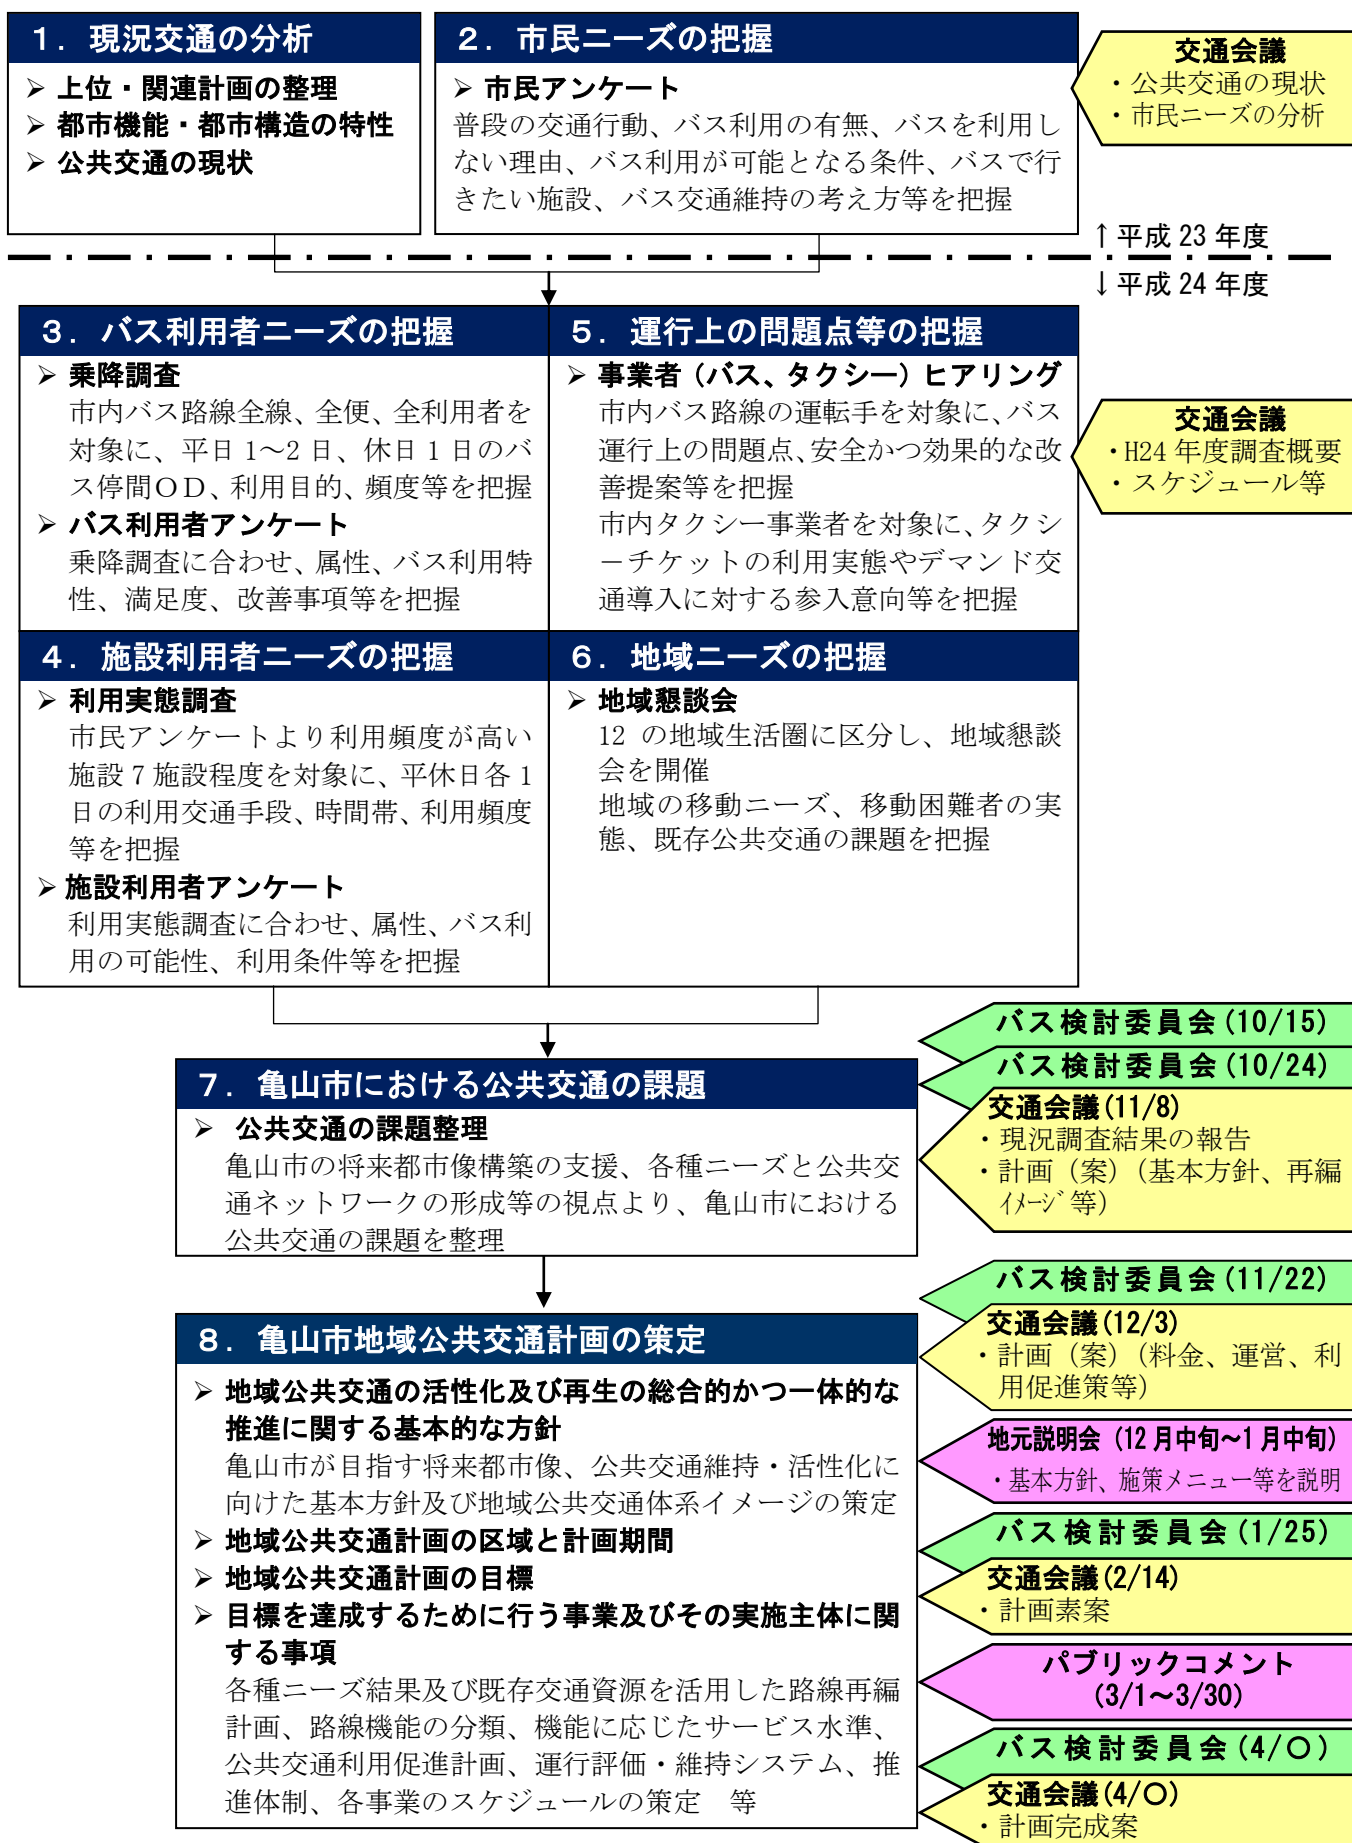 １．現況交通の分析
➢ 上位・関連計画の整理
➢ 都市機能・都市構造の特性
➢ 公共交通の現状
２．市民ニーズの把握
➢ 市民アンケート
普段の交通行動、バス利用の有無、バスを利用し
ない理由、バス利用が可能となる条件、バスで行
きたい施設、バス交通維持の考え方等を把握
交通会議
・公共交通の現状
・市民ニーズの分析
↑平成 23 年度
↓平成 24 年度
３．バス利用者ニーズの把握
➢ 乗降調査
市内バス路線全線、全便、全利用者を
対象に、平日 1～2 日、休日 1 日のバ
ス停間ＯＤ、利用目的、頻度等を把握
➢ バス利用者アンケート
乗降調査に合わせ、属性、バス利用特
性、満足度、改善事項等を把握
５．運行上の問題点等の把握
➢ 事業者（バス、タクシー）ヒアリング
市内バス路線の運転手を対象に、バス
運行上の問題点、安全かつ効果的な改
善提案等を把握
市内タクシー事業者を対象に、タクシ
ーチケットの利用実態やデマンド交
通導入に対する参入意向等を把握
交通会議
・H24 年度調査概要
・スケジュール等
４．施設利用者ニーズの把握
➢ 利用実態調査
市民アンケートより利用頻度が高い
施設 7 施設程度を対象に、平休日各 1
日の利用交通手段、時間帯、利用頻度
等を把握
➢ 施設利用者アンケート
利用実態調査に合わせ、属性、バス利
用の可能性、利用条件等を把握
６．地域ニーズの把握
➢ 地域懇談会
12 の地域生活圏に区分し、地域懇談
会を開催
地域の移動ニーズ、移動困難者の実
態、既存公共交通の課題を把握
７．亀山市における公共交通の課題
➢ 公共交通の課題整理
亀山市の将来都市像構築の支援、各種ニーズと公共交
通ネットワークの形成等の視点より、亀山市における
公共交通の課題を整理
バス検討委員会(10/15)
バス検討委員会(10/24)
交通会議(11/8)
・現況調査結果の報告
・計画（案）（基本方針、再編
ｲﾒｰｼﾞ等）
８．亀山市地域公共交通計画の策定
➢ 地域公共交通の活性化及び再生の総合的かつ一体的な
推進に関する基本的な方針
亀山市が目指す将来都市像、公共交通維持・活性化に
向けた基本方針及び地域公共交通体系イメージの策定
➢ 地域公共交通計画の区域と計画期間
➢ 地域公共交通計画の目標
➢ 目標を達成するために行う事業及びその実施主体に関
する事項
各種ニーズ結果及び既存交通資源を活用した路線再編
計画、路線機能の分類、機能に応じたサービス水準、
公共交通利用促進計画、運行評価・維持システム、推
進体制、各事業のスケジュールの策定　等
バス検討委員会(11/22)
交通会議(12/3)
・計画（案）（料金、運営、利
用促進策等）
地元説明会（12 月中旬～1 月中旬）
・基本方針、施策メニュー等を説明
バス検討委員会(1/25)
交通会議(2/14)
・計画素案
パブリックコメント
(3/1～3/30)
バス検討委員会(4/〇)
交通会議(4/〇)
・計画完成案